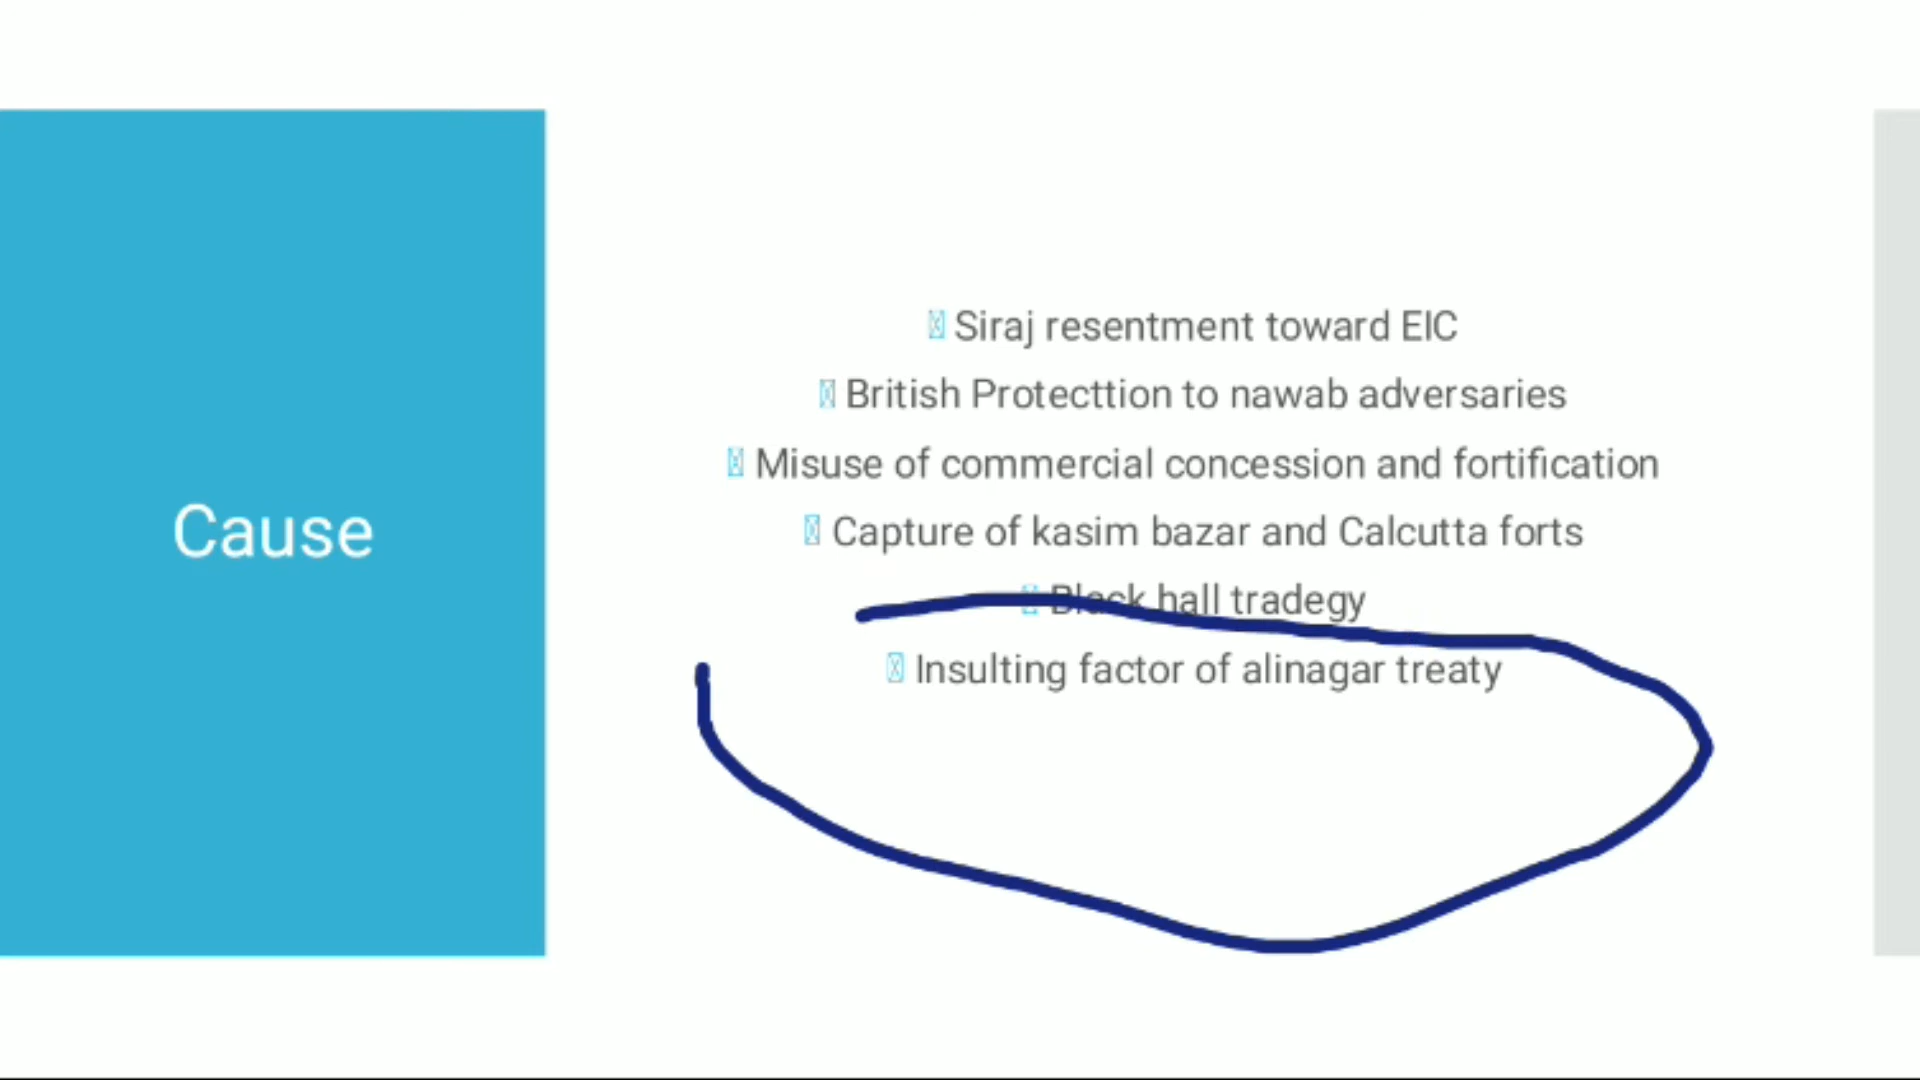 Cause
Siraj resentment toward EIC
British Protecttion to nawab adversaries
Misuse of commercial concession and fortification
Capture of kasim bazar and Calcutta forts
Black hall tradegy
Insulting factor of alinagar treaty